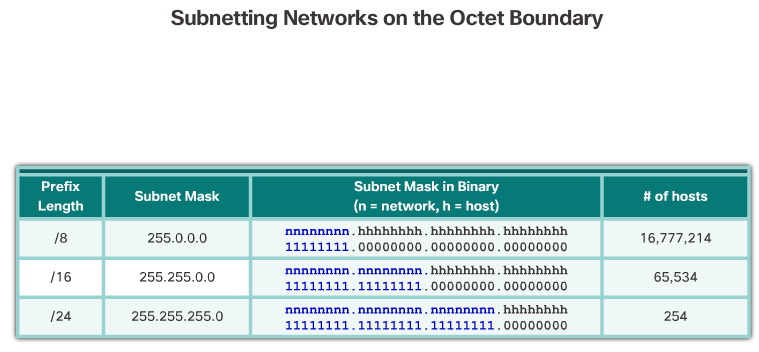 Subnetting Networks on the Octet Boundary
Prefix Length
Subnet Mask
Subnet Mask in Binary
(n = network, h = host)
# of hosts
/8
255.0.0.0
nnnnnnnn.hhhhhhhh.hhhhhhhh.hhhhhhhh
11111111.00000000.00000000.00000000
16,777,214
/16
255.255.0.0
nnnnnnnn.nnnnnnnn.hhhhhhhh.hhhhhhhh
11111111.11111111.00000000.00000000
65,534
/24
255.255.255.0
nnnnnnnn.nnnnnnnn.nnnnnnnn.hhhhhhhh
11111111.11111111.11111111.00000000
254